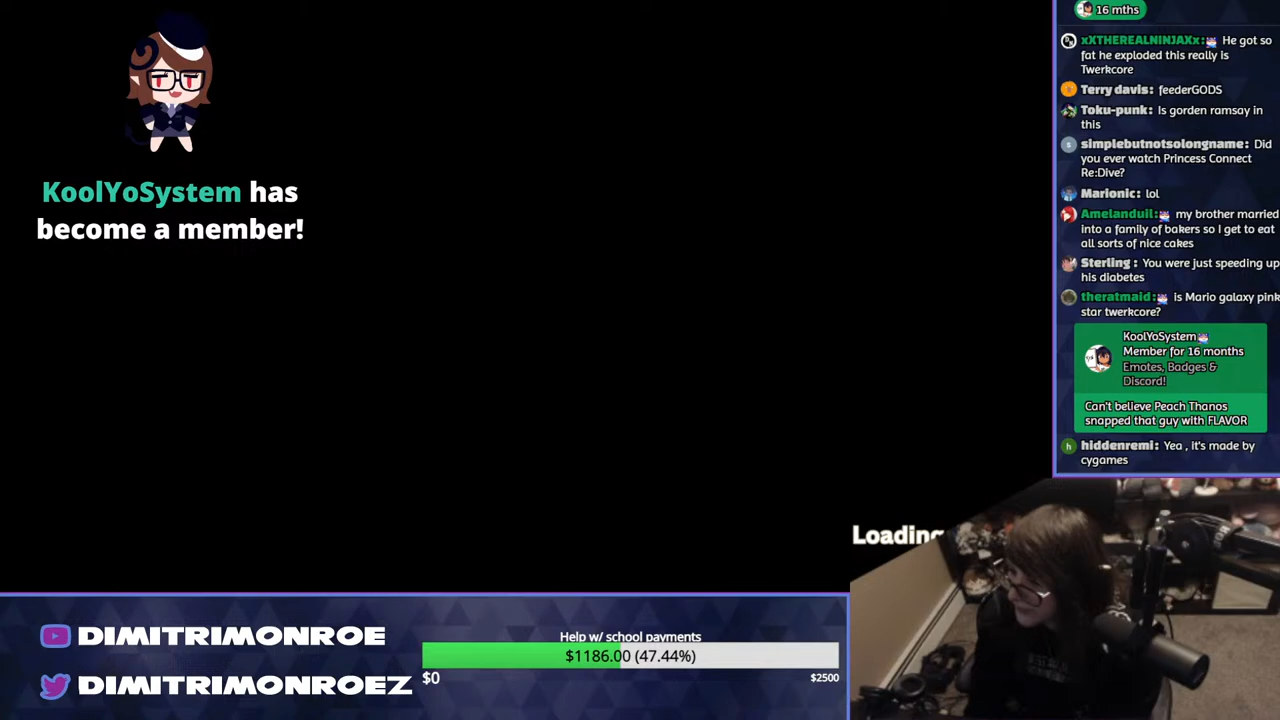 KoolYoSystem has
become a member!
16 mths
xXTHEREALNINJAXx: He got so
fat he exploded this really is
Twerkcore
Terry davis: feederGODS
Toku-punk: Is gorden ramsay in
this
simplebutnotsolongname: Did
you ever watch Princess Connect
Re:Dive?
Marionic: lol
Amelanduil: my brother married
into a family of bakers so I get to eat
all sorts of nice cakes
Sterling : You were just speeding up
his diabetes
theratmaid: is Mario galaxy pink
star twerkcore?
KoolYoSystem
Member for 16 months
Emotes, Badges &
Discord!
Can't believe Peach Thanos
snapped that guy with FLAVOR
hiddenremi: Yea , it's made by
cygames
Loading
DIMITRIMONROE
DIMITRIMONROEZ
Help w/ school payments
$1186.00 (47.44%)
$0
$2500